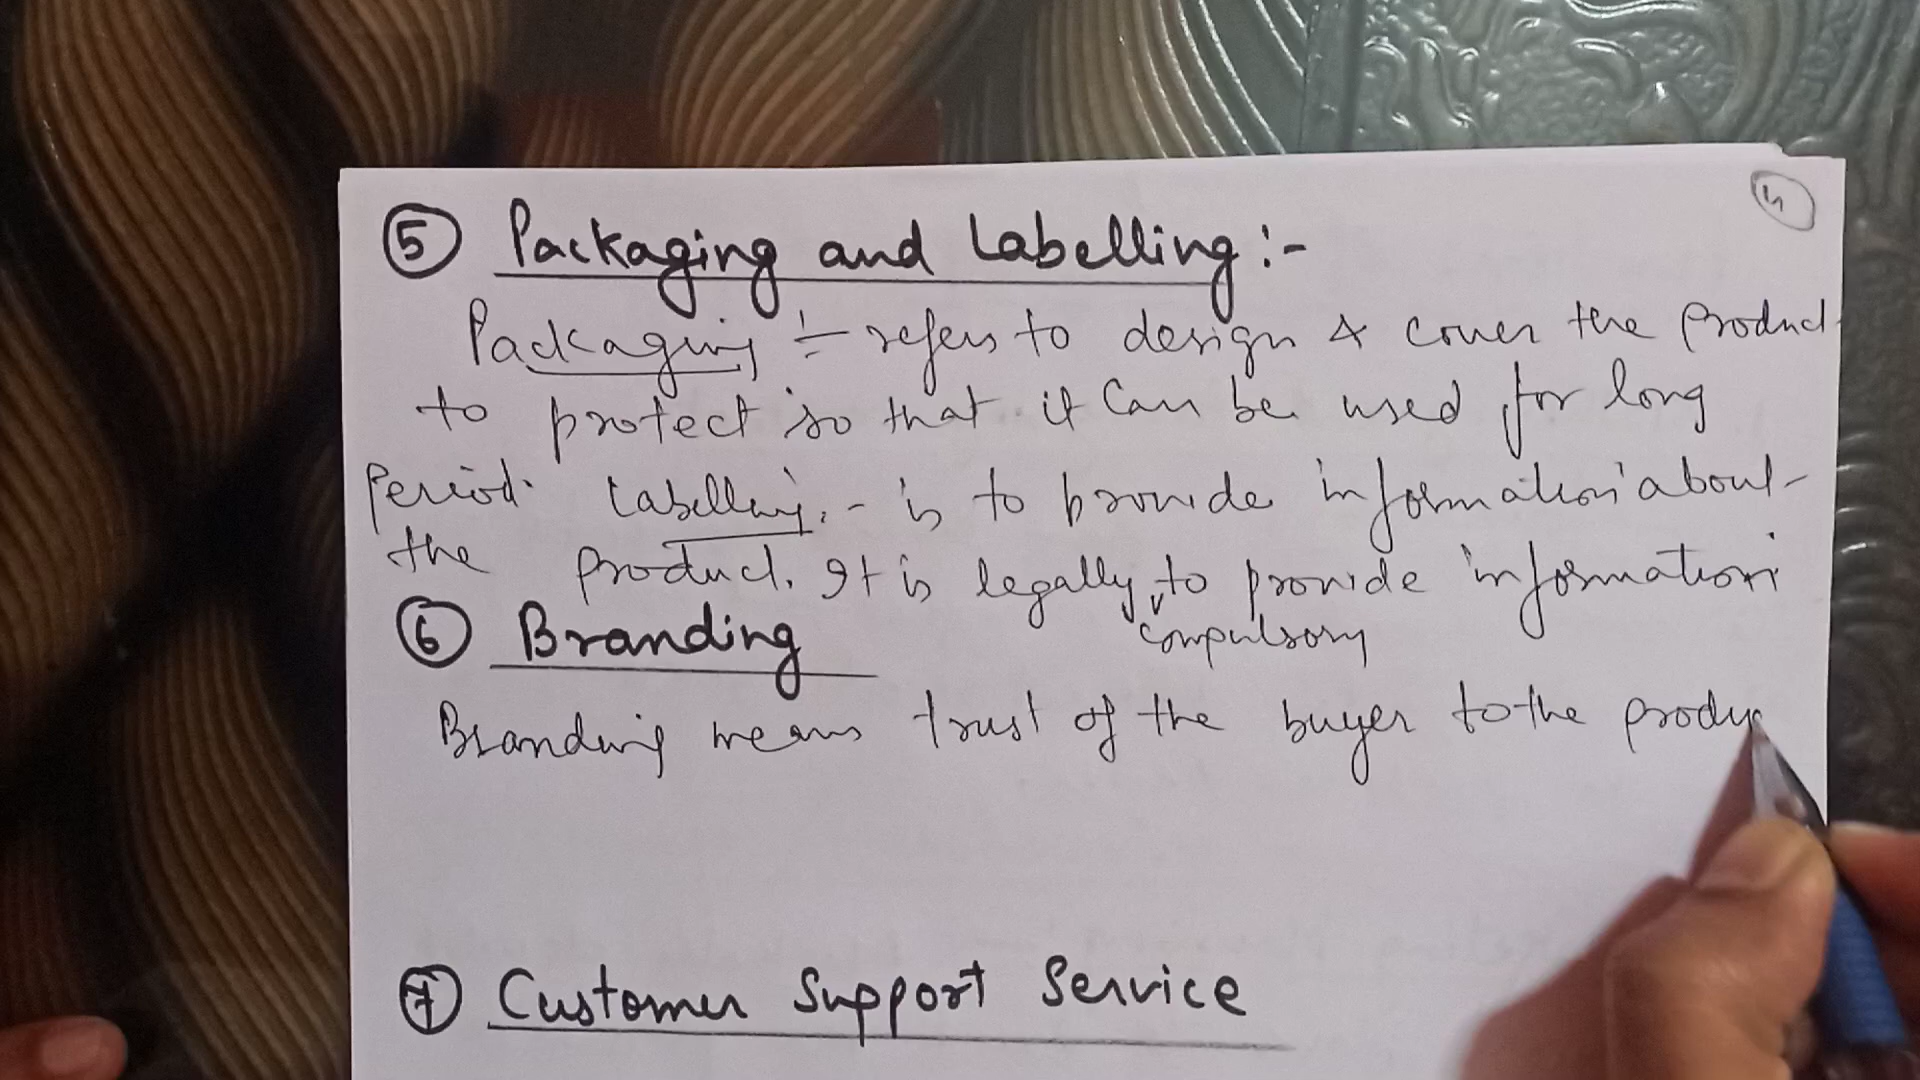 ⑤ Packaging and Labelling :-
Packaging :- refers to design & cover the product
to protect so that it can be used for long
Period. Labelling :- is to provide information about
the product. It is legally to provide information
compulsory
⑥ Branding
Branding means trust of the buyer to the produc
⑦ Customer Support Service